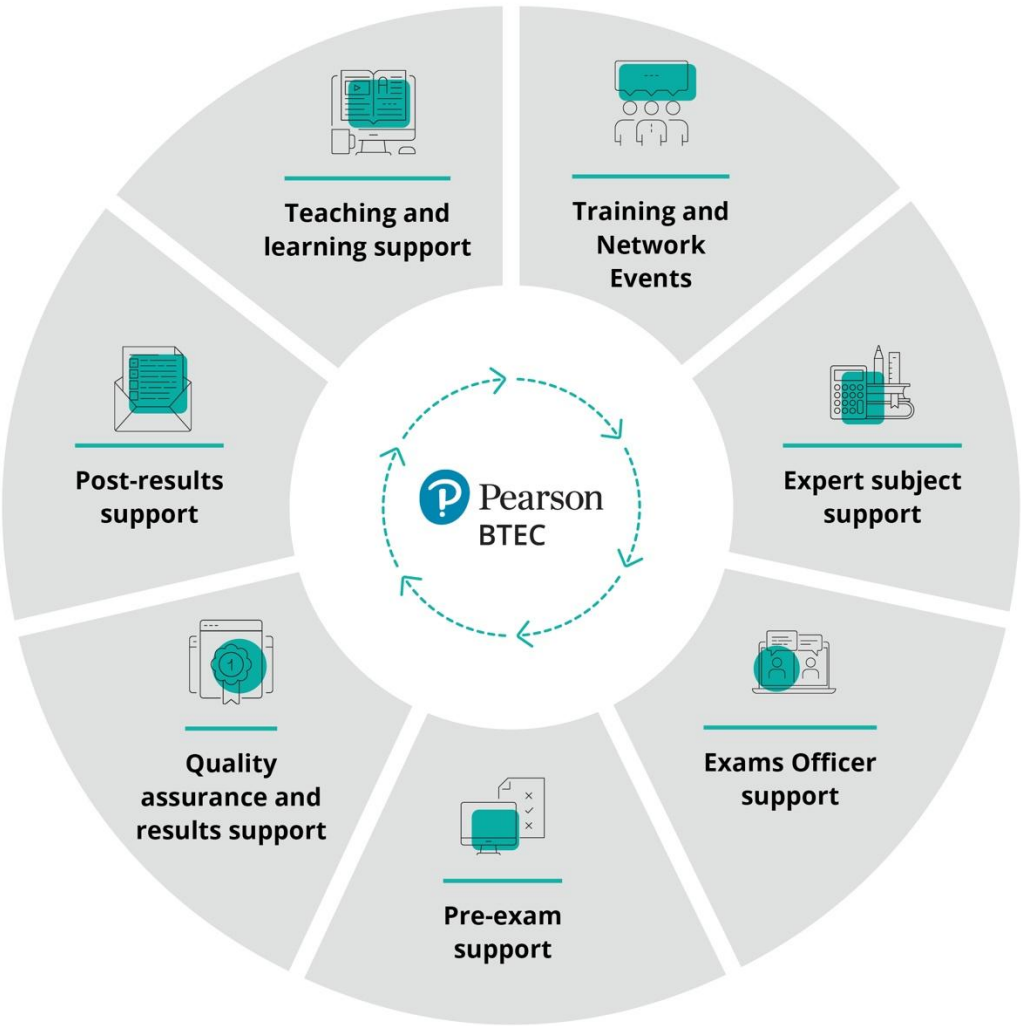 Teaching and
learning support
Training and
Network
Events
Expert subject
support
Exams Officer
support
Pre-exam
support
Quality
assurance and
results support
Post-results
support
Pearson
BTEC
1